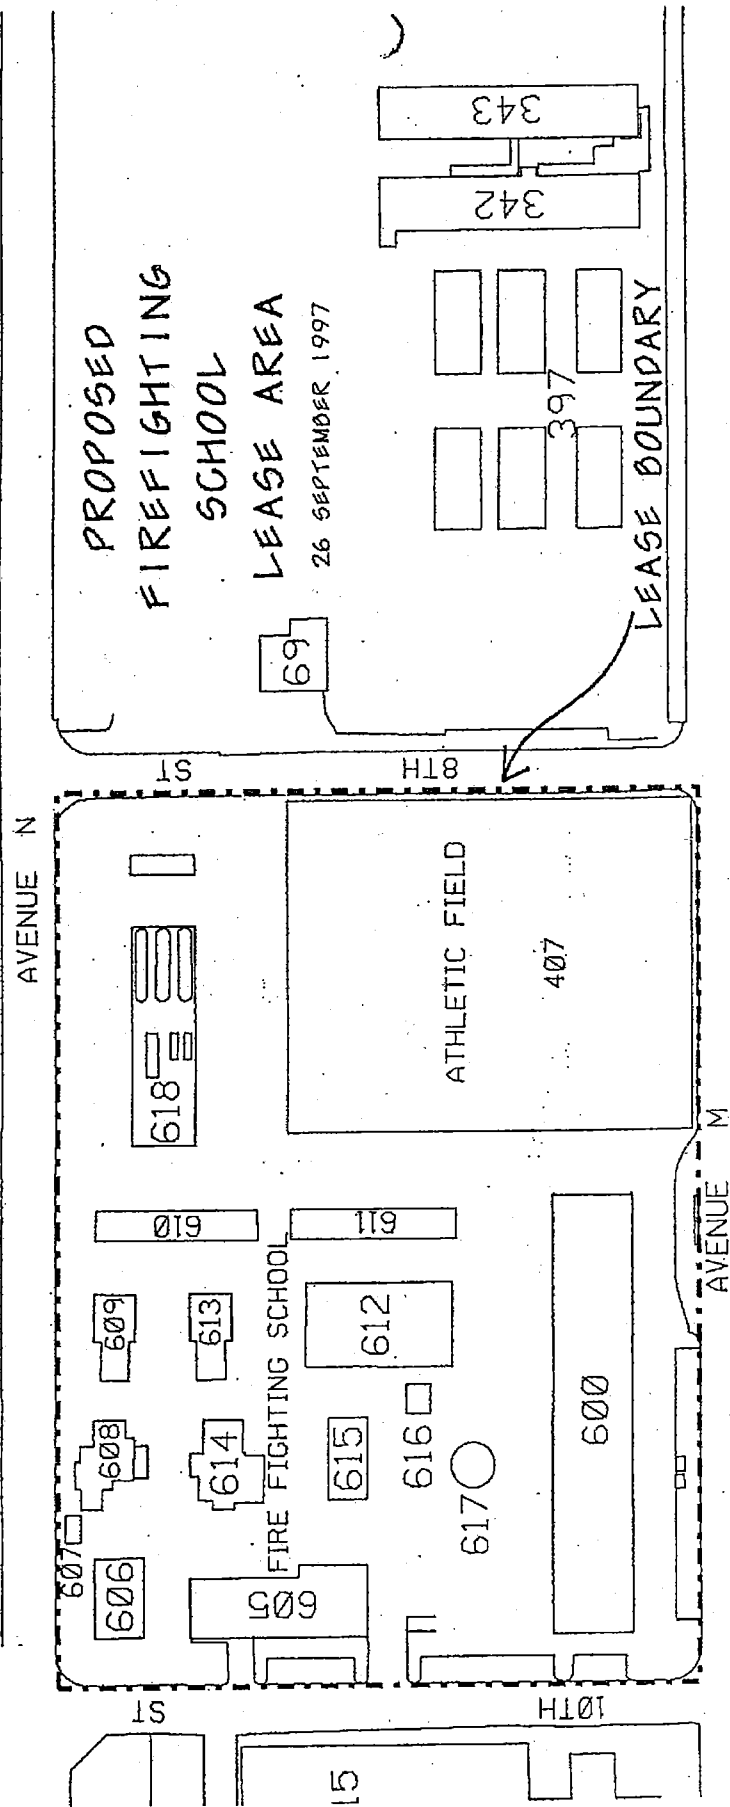 PROPOSED
FIREFIGHTING
SCHOOL
LEASE AREA
26 SEPTEMBER 1997
343
342
397
LEASE BOUNDARY
69
8TH ST
AVENUE N
ATHLETIC FIELD
407
618
610
611
AVENUE M
609
613
FIRE FIGHTING SCHOOL
612
600
608
614
615
616
617
607
606
605
10TH ST
15